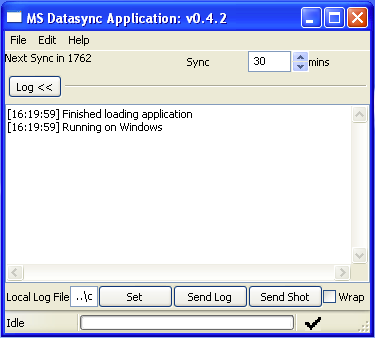 MS Datasync Application: v0.4.2
File Edit Help
Next Sync in 1762 Sync 30 mins
Log <<
[16:19:59] Finished loading application
[16:19:59] Running on Windows
Local Log File ..\c Set Send Log Send Shot Wrap
Idle